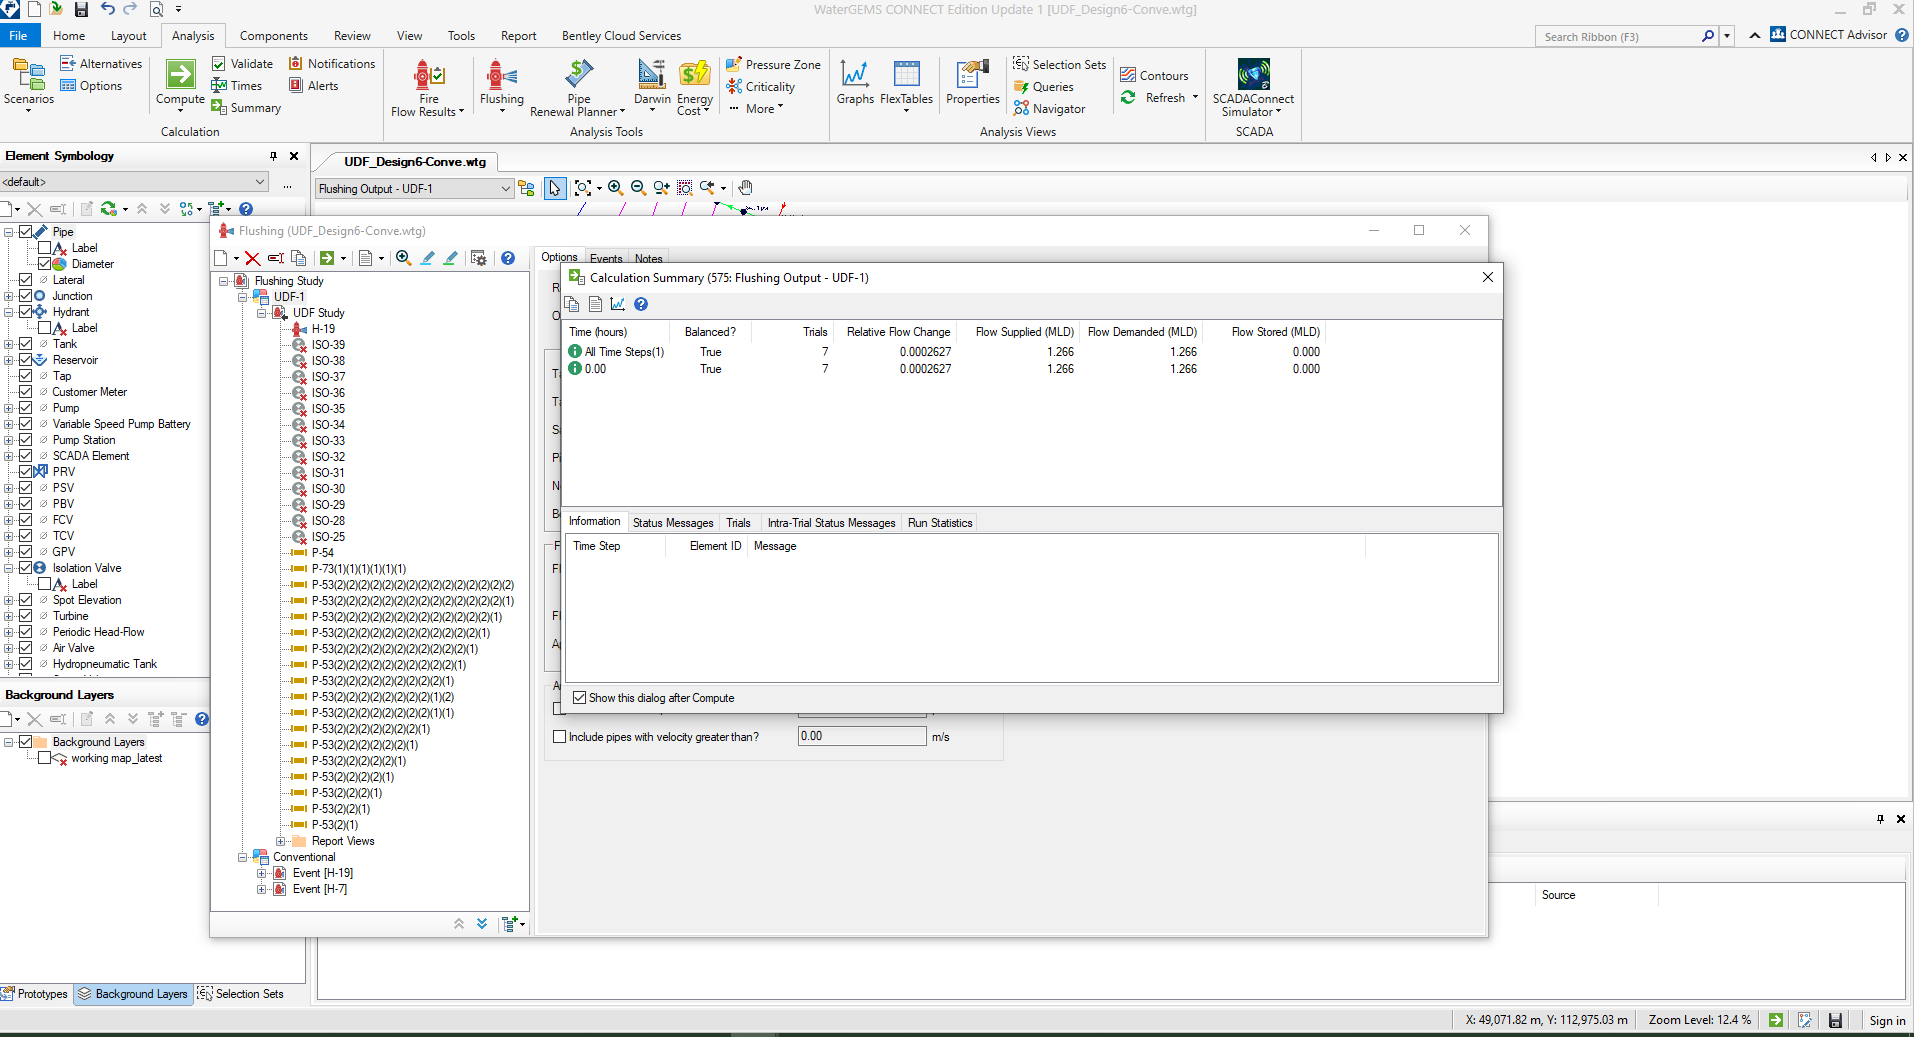 WaterGEMS CONNECT Edition Update 1 [UDF_Design6-Conve.wtg]
File Home Layout Analysis Components Review View Tools Report Bentley Cloud Services
Search Ribbon (F3) CONNECT Advisor
Scenarios Alternatives Options
Compute Validate Times Summary Notifications Alerts
Calculation
Fire Flow Results Flushing Pipe Renewal Planner Darwin Energy Cost Pressure Zone Criticality More
Analysis Tools
Graphs FlexTables Properties Selection Sets Queries Navigator Contours Refresh
Analysis Views
SCADAConnect Simulator
SCADA
Element Symbology
<default>
...
Pipe
Label
Diameter
Lateral
Junction
Hydrant
Label
Tank
Reservoir
Tap
Customer Meter
Pump
Variable Speed Pump Battery
Pump Station
SCADA Element
PRV
PSV
PBV
FCV
TCV
GPV
Isolation Valve
Label
Spot Elevation
Turbine
Periodic Head-Flow
Air Valve
Hydropneumatic Tank
Background Layers
Background Layers
working map_latest
Prototypes Background Layers Selection Sets
UDF_Design6-Conve.wtg
Flushing Output - UDF-1
Flushing (UDF_Design6-Conve.wtg)
Flushing Study
UDF-1
UDF Study
H-19
ISO-39
ISO-38
ISO-37
ISO-36
ISO-35
ISO-34
ISO-33
ISO-32
ISO-31
ISO-30
ISO-29
ISO-28
ISO-25
P-54
P-73(1)(1)(1)(1)(1)(1)
P-53(2)(2)(2)(2)(2)(2)(2)(2)(2)(2)(2)(2)(2)(2)(2)
P-53(2)(2)(2)(2)(2)(2)(2)(2)(2)(2)(2)(2)(2)(2)(1)
P-53(2)(2)(2)(2)(2)(2)(2)(2)(2)(2)(2)(2)(2)(1)
P-53(2)(2)(2)(2)(2)(2)(2)(2)(2)(2)(2)(2)(1)
P-53(2)(2)(2)(2)(2)(2)(2)(2)(2)(2)(2)(1)
P-53(2)(2)(2)(2)(2)(2)(2)(2)(2)(2)(1)
P-53(2)(2)(2)(2)(2)(2)(2)(2)(2)(1)
P-53(2)(2)(2)(2)(2)(2)(2)(2)(1)(2)
P-53(2)(2)(2)(2)(2)(2)(2)(2)(1)(1)
P-53(2)(2)(2)(2)(2)(2)(2)(1)
P-53(2)(2)(2)(2)(2)(2)(1)
P-53(2)(2)(2)(2)(2)(1)
P-53(2)(2)(2)(2)(1)
P-53(2)(2)(2)(1)
P-53(2)(2)(1)
P-53(2)(1)
Report Views
Conventional
Event [H-19]
Event [H-7]
Options Events Notes
Calculation Summary (575: Flushing Output - UDF-1)
Time (hours) Balanced? Trials Relative Flow Change Flow Supplied (MLD) Flow Demanded (MLD) Flow Stored (MLD)
All Time Steps(1) True 7 0.0002627 1.266 1.266 0.000
0.00 True 7 0.0002627 1.266 1.266 0.000
Information Status Messages Trials Intra-Trial Status Messages Run Statistics
Time Step Element ID Message
Show this dialog after Compute
Include pipes with velocity greater than? 0.00 m/s
Source
X: 49,071.82 m, Y: 112,975.03 m Zoom Level: 12.4 % Sign in